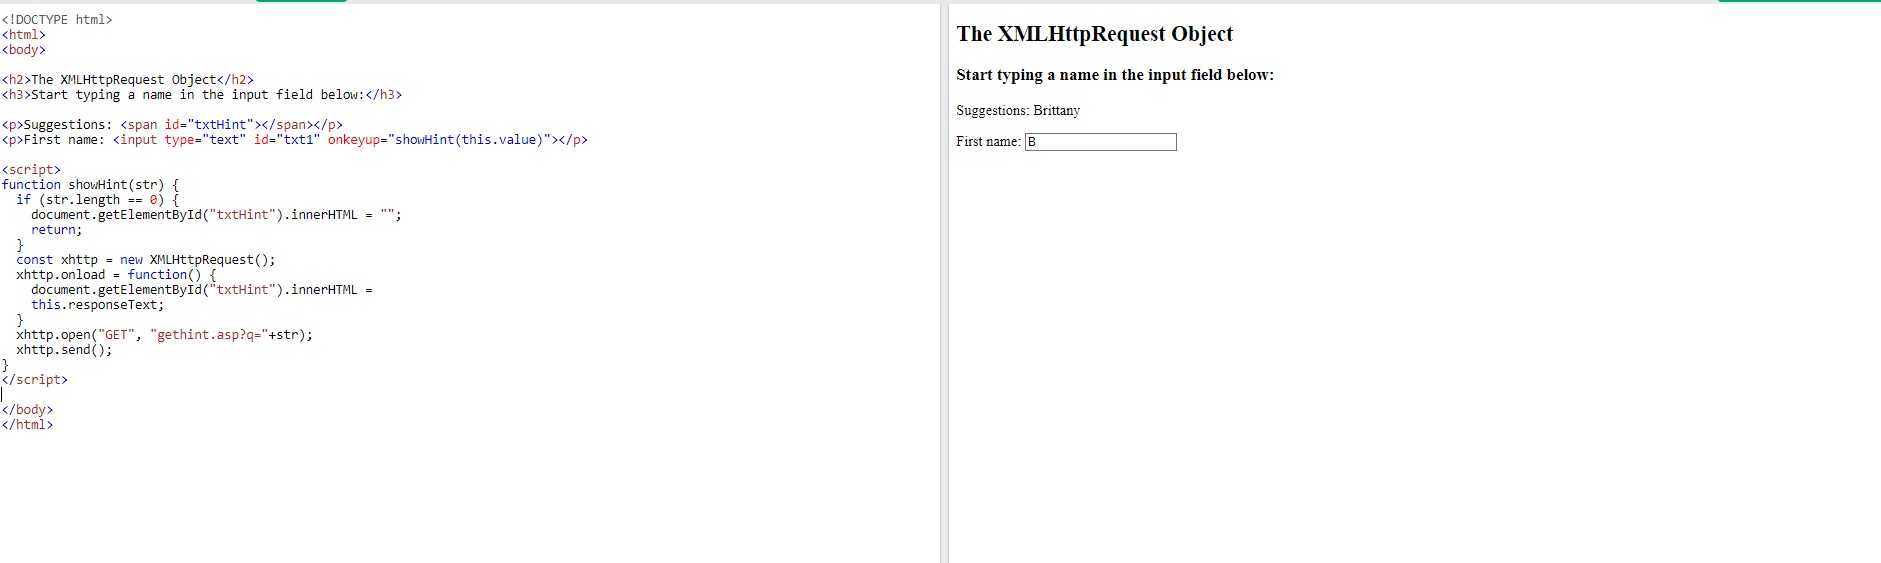 <!DOCTYPE html>
<html>
<body>
<h2>The XMLHttpRequest Object</h2>
<h3>Start typing a name in the input field below:</h3>
<p>Suggestions: <span id="txtHint"></span></p>
<p>First name: <input type="text" id="txt1" onkeyup="showHint(this.value)"></p>
<script>
function showHint(str) {
  if (str.length == 0) {
    document.getElementById("txtHint").innerHTML = "";
    return;
  }
  const xhttp = new XMLHttpRequest();
  xhttp.onload = function() {
    document.getElementById("txtHint").innerHTML =
    this.responseText;
  }
  xhttp.open("GET", "gethint.asp?q="+str);
  xhttp.send();
}
</script>
</body>
</html>
The XMLHttpRequest Object
Start typing a name in the input field below:
Suggestions: Brittany
First name: B